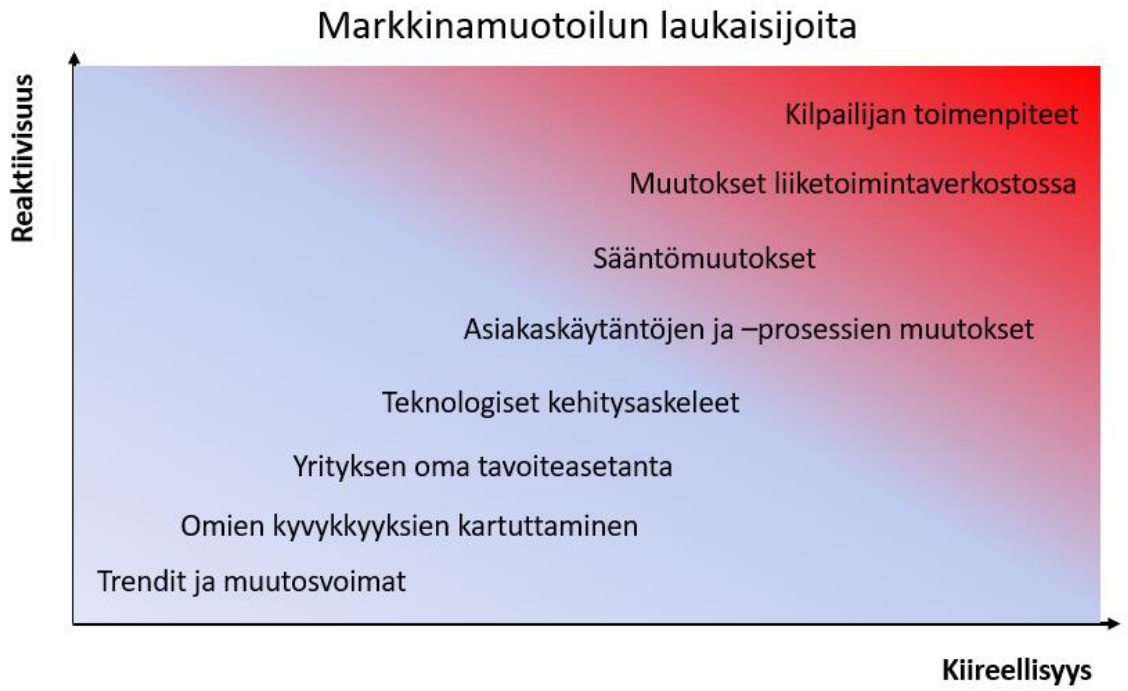 Markkinamuotoilun laukaisijoita
Reaktiivisuus
Kilpailijan toimenpiteet
Muutokset liiketoimintaverkostossa
Sääntömuutokset
Asiakaskäytäntöjen ja –prosessien muutokset
Teknologiset kehitysaskeleet
Yrityksen oma tavoiteasetanta
Omien kyvykkyyksien kartuttaminen
Trendit ja muutosvoimat
Kiireellisyys